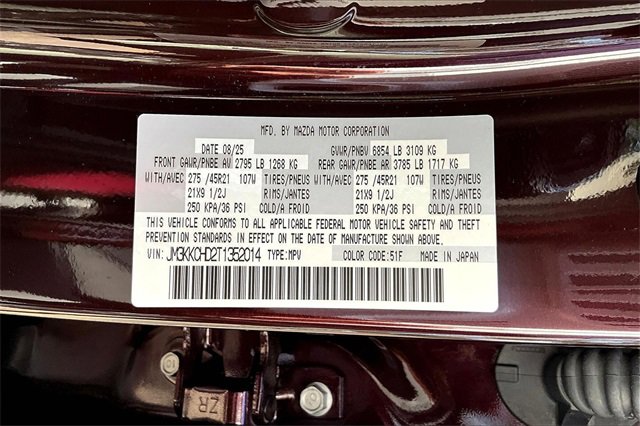 MFD. BY MAZDA MOTOR CORPORATION
DATE 08/25 GVWR/PNBV 6854 LB 3109 KG
FRONT GAWR/PNBE AV 2795 LB 1268 KG REAR GAWR/PNBE AR 3785 LB 1717 KG
WITH/AVEC 275 /45R21 107W TIRES/PNEUS WITH/AVEC 275 /45R21 107W TIRES/PNEUS
21X9 1/2J RIMS/JANTES 21X9 1/2J RIMS/JANTES
250 KPA/36 PSI COLD/A FROID 250 KPA/36 PSI COLD/A FROID
THIS VEHICLE CONFORMS TO ALL APPLICABLE FEDERAL MOTOR VEHICLE SAFETY AND THEFT
PREVENTION STANDARDS IN EFFECT ON THE DATE OF MANUFACTURE SHOWN ABOVE.
VIN: JM3KKCHD2T1352014 TYPE:MPV COLOR CODE:51F MADE IN JAPAN
ZR